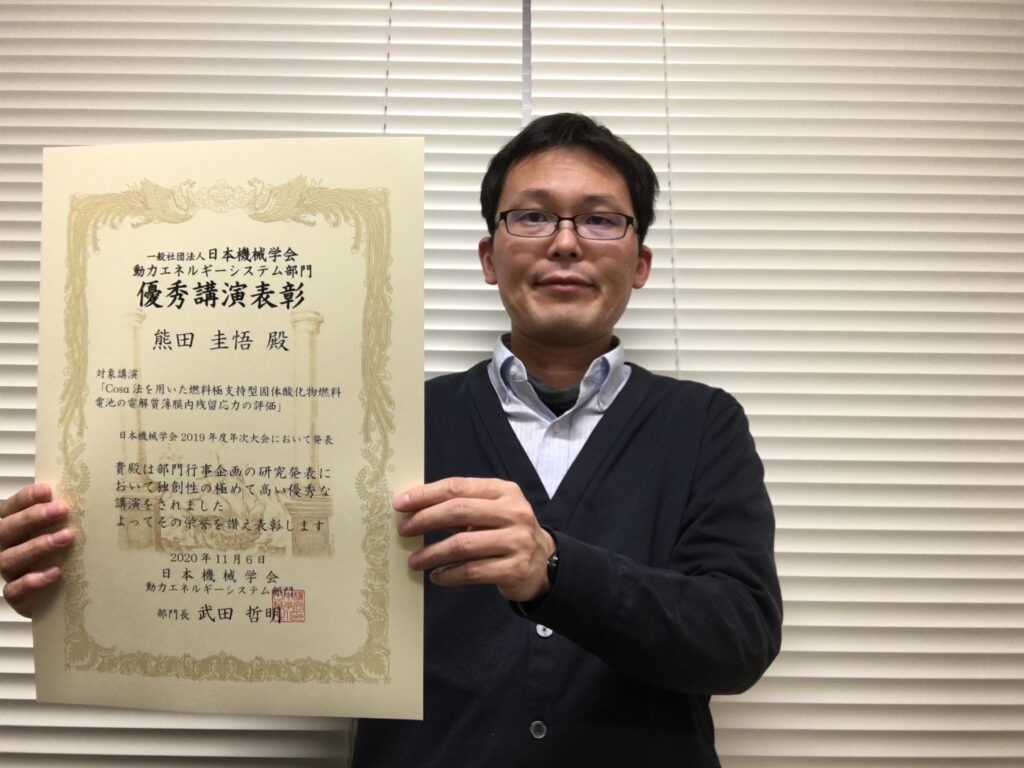 一般社団法人日本機械学会
動力エネルギーシステム部門
優秀講演表彰
熊田 圭悟 殿
対象講演
「Cosα 法を用いた燃料極支持型固体酸化物燃料
電池の電解質薄膜内残留応力の評価」
日本機械学会 2019 年度年次大会において発表
貴殿は部門行事企画の研究発表に
おいて独創性の極めて高い優秀な
講演をされました
よってその栄誉を讃え表彰します
2020 年 11 月 6 日
日本機械学会
動力エネルギーシステム部門
部門長 武田 哲明